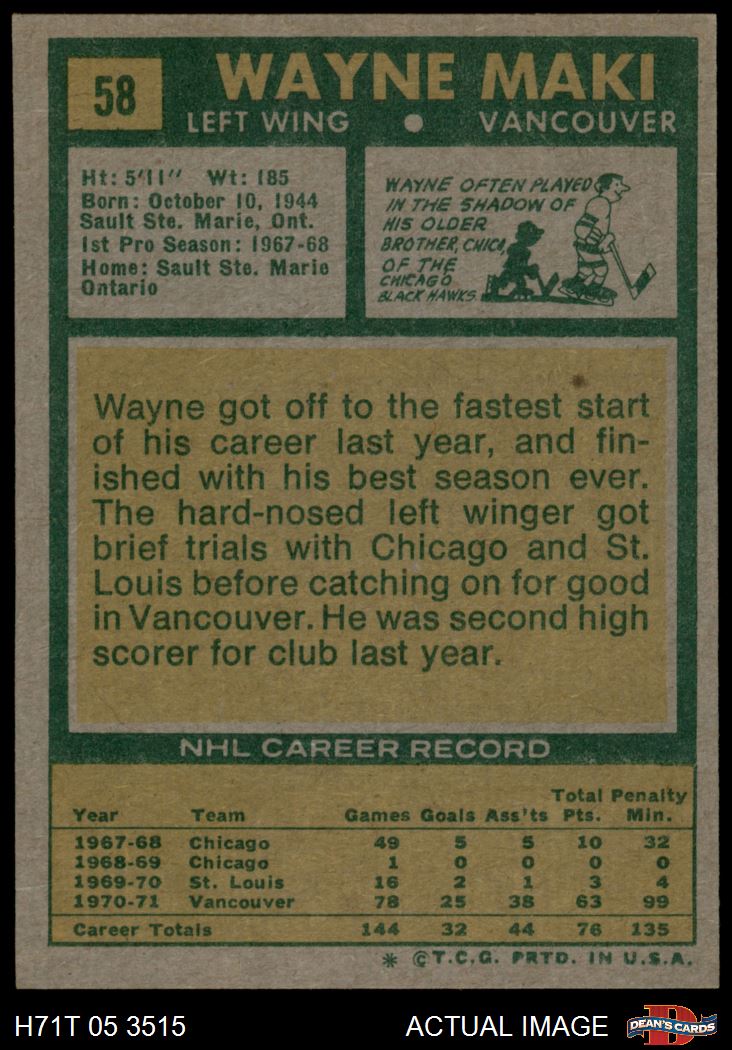 58
WAYNE MAKI
LEFT WING • VANCOUVER
Ht: 5'11" Wt: 185
Born: October 10, 1944
Sault Ste. Marie, Ont.
1st Pro Season: 1967-68
Home: Sault Ste. Marie
Ontario
WAYNE OFTEN PLAYED
IN THE SHADOW OF
HIS OLDER
BROTHER, CHICO,
OF THE
CHICAGO
BLACK HAWKS.
Wayne got off to the fastest start
of his career last year, and fin-
ished with his best season ever.
The hard-nosed left winger got
brief trials with Chicago and St.
Louis before catching on for good
in Vancouver. He was second high
scorer for club last year.
NHL CAREER RECORD
Total Penalty
Year Team Games Goals Ass'ts Pts. Min.
1967-68 Chicago 49 5 5 10 32
1968-69 Chicago 1 0 0 0 0
1969-70 St. Louis 16 2 1 3 4
1970-71 Vancouver 78 25 38 63 99
Career Totals 144 32 44 76 135
* ©T.C.G. PRTD. IN U.S.A.
H71T 05 3515 ACTUAL IMAGE DEAN'S CARDS